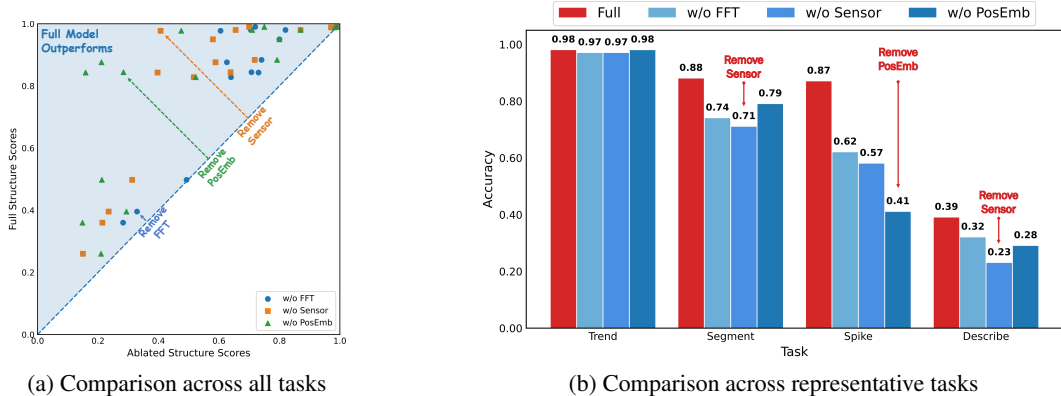 Full Model
Outperforms
Remove
Sensor
Remove
PosEmb
Remove
FFT
w/o FFT
w/o Sensor
w/o PosEmb
Full Structure Scores
1.0
0.8
0.6
0.4
0.2
0.0
0.0 0.2 0.4 0.6 0.8 1.0
Ablated Structure Scores
(a) Comparison across all tasks
Full w/o FFT w/o Sensor w/o PosEmb
Accuracy
1.00
0.80
0.60
0.40
0.20
0.00
0.98 0.97 0.97 0.98
0.88 0.74 0.71 0.79
0.87 0.62 0.57 0.41
0.39 0.32 0.23 0.28
Remove
Sensor
Remove
PosEmb
Remove
Sensor
Trend Segment Spike Describe
Task
(b) Comparison across representative tasks